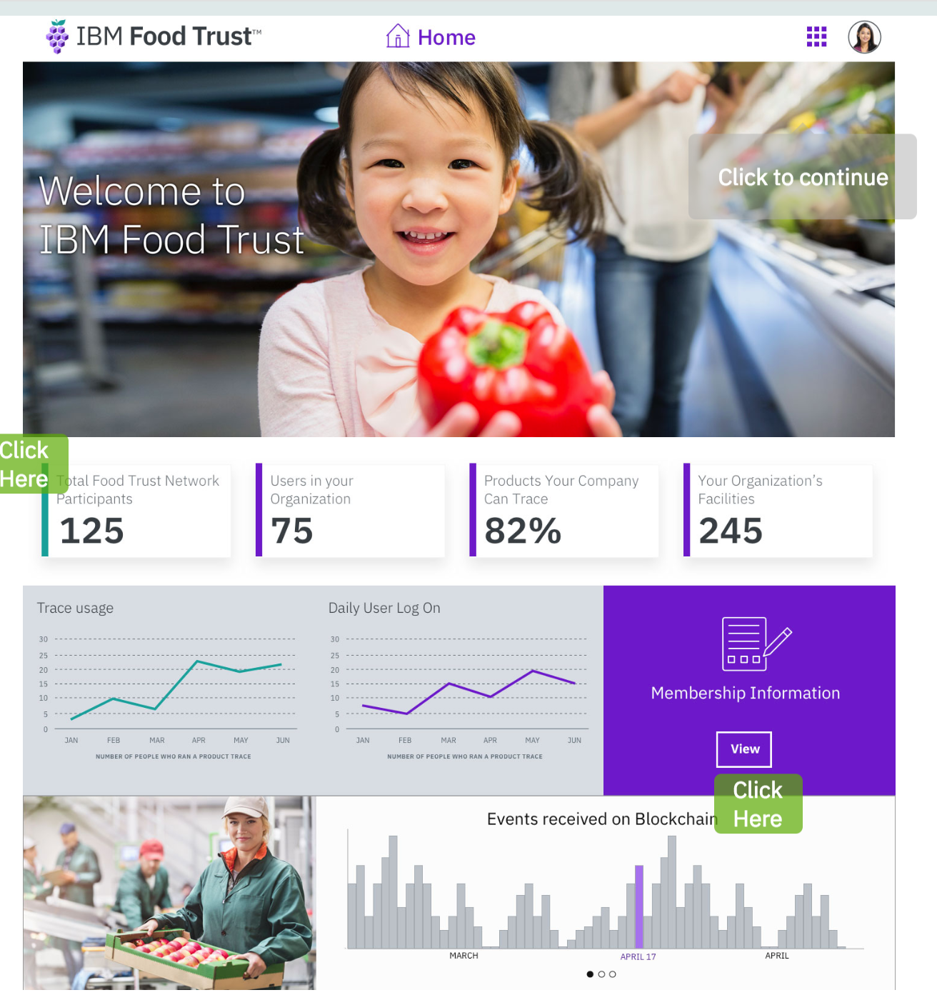 IBM Food Trust™
Home
Click to continue
Welcome to
IBM Food Trust
Click
Here
Total Food Trust Network
Participants
125
Users in your
Organization
75
Products Your Company
Can Trace
82%
Your Organization's
Facilities
245
Trace usage
30
25
20
15
10
5
0
JAN FEB MAR APR MAY JUN
NUMBER OF PEOPLE WHO RAN A PRODUCT TRACE
Daily User Log On
30
25
20
15
10
5
0
JAN FEB MAR APR MAY JUN
NUMBER OF PEOPLE WHO RAN A PRODUCT TRACE
Membership Information
View
Click
Here
Events received on Blockchain
MARCH APRIL 17 APRIL